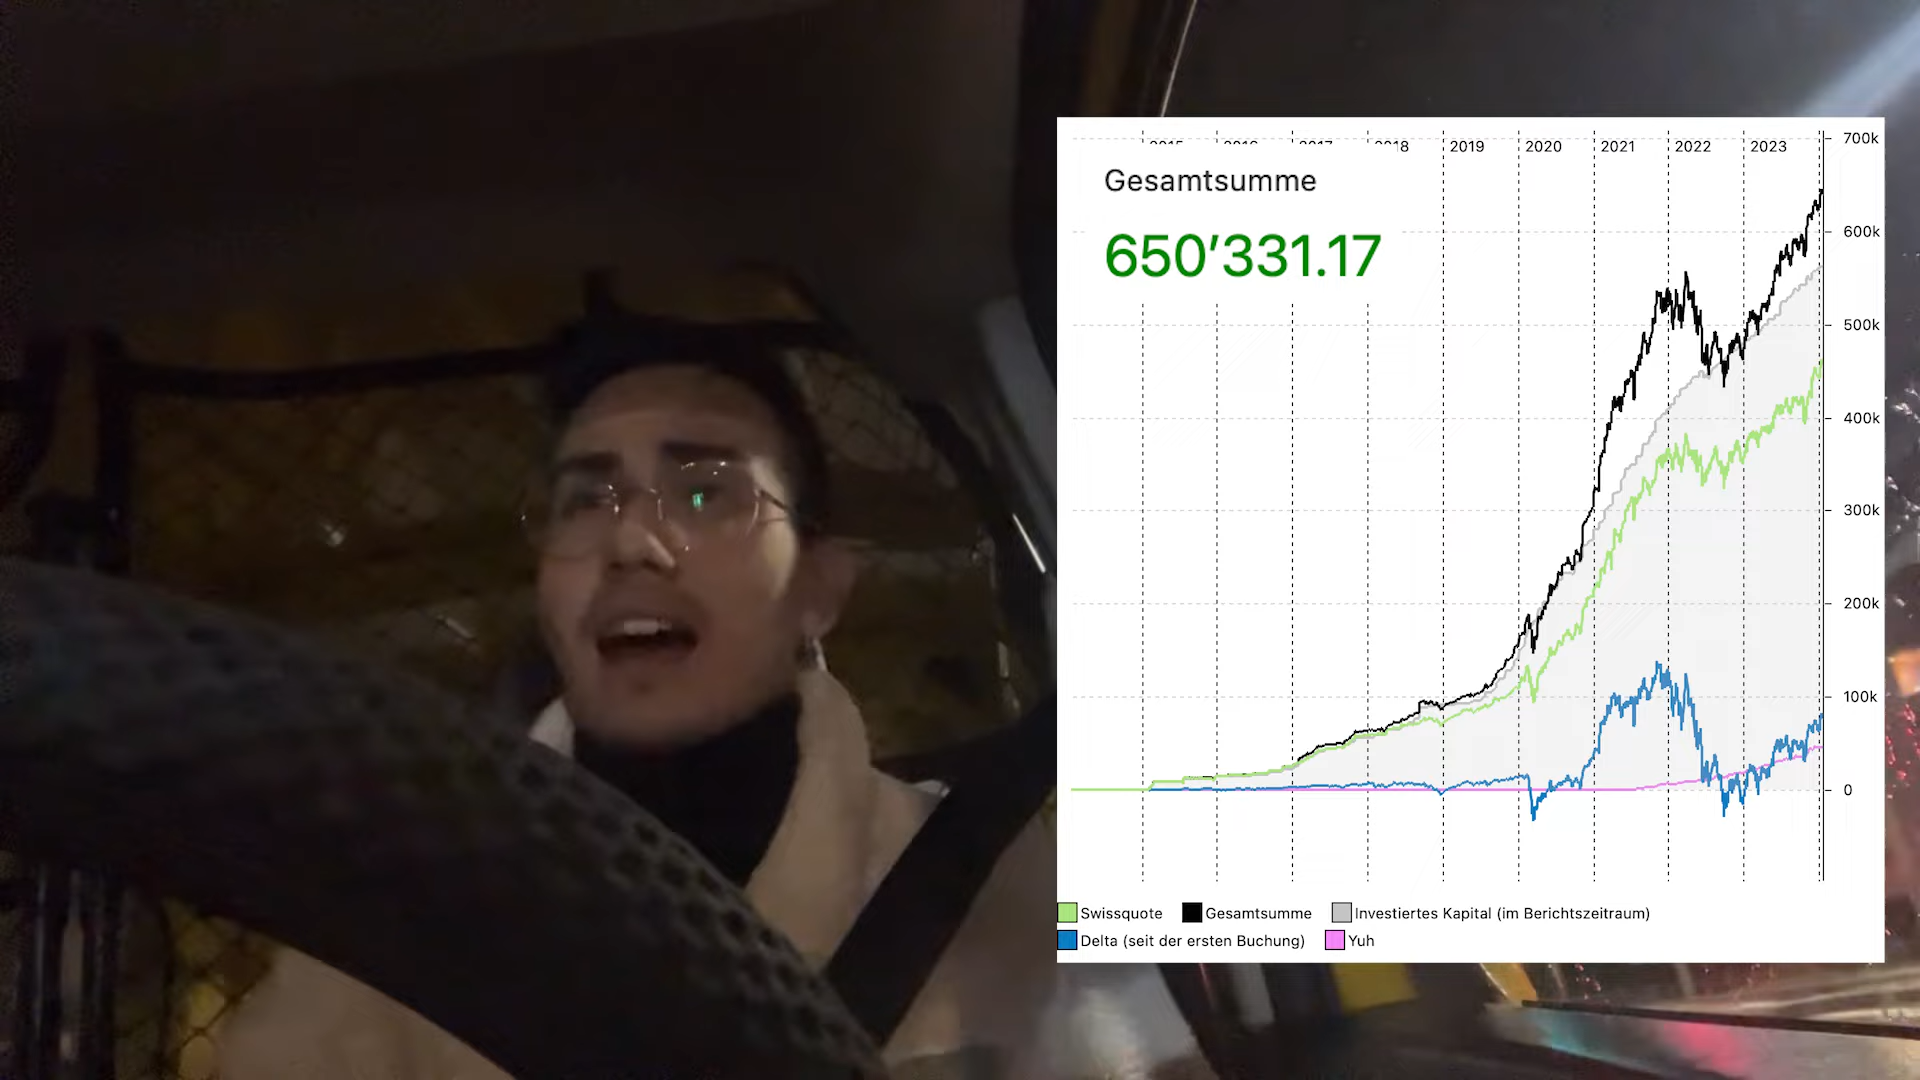 2019 2020 2021 2022 2023 700k
Gesamtsumme
650’331.17
600k
500k
400k
300k
200k
100k
0
Swissquote Gesamtsumme Investiertes Kapital (im Berichtszeitraum)
Delta (seit der ersten Buchung) Yuh